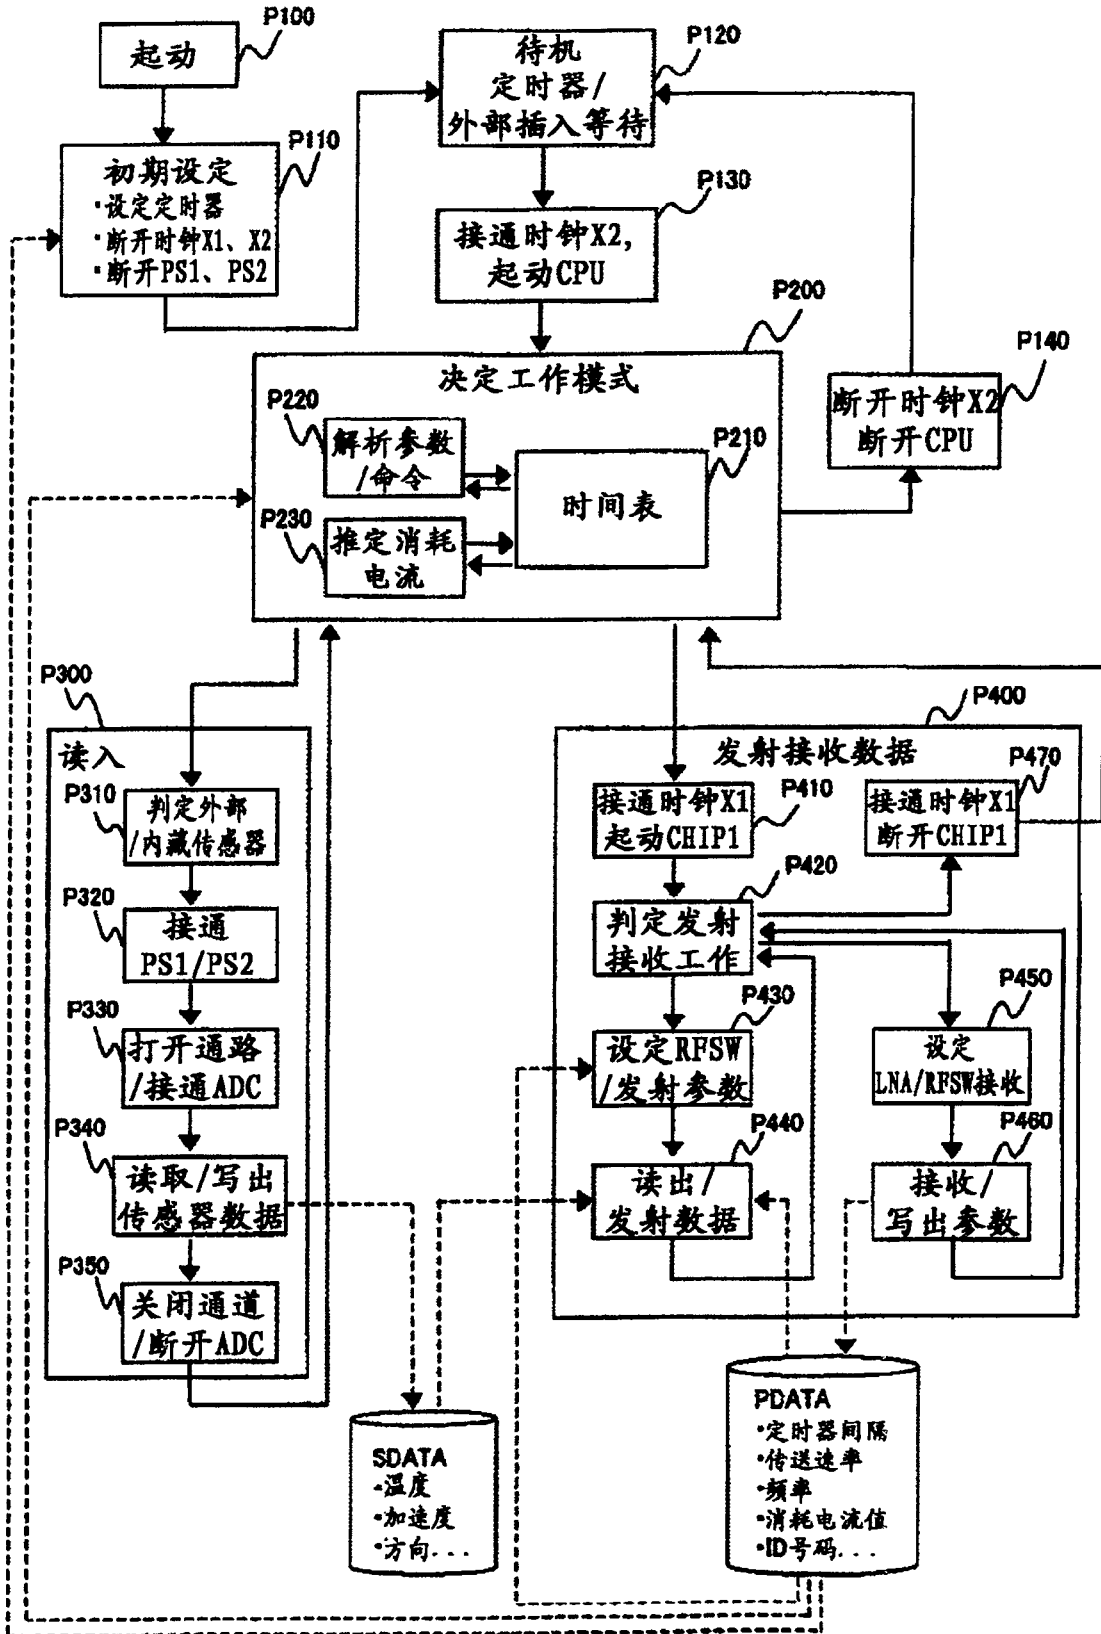 P100
起动
P110
初期设定
·设定定时器
·断开时钟X1、X2
·断开PS1、PS2
P120
待机
定时器/
外部插入等待
P130
接通时钟X2,
起动CPU
P200
决定工作模式
P220
解析参数
/命令
P210
时间表
P230
推定消耗
电流
P140
断开时钟X2
断开CPU
P300
读入
P310
判定外部
/内藏传感器
P320
接通
PS1/PS2
P330
打开通路
/接通ADC
P340
读取/写出
传感器数据
P350
关闭通道
/断开ADC
P400
发射接收数据
P410
接通时钟X1
起动CHIP1
P470
接通时钟X1
断开CHIP1
P420
判定发射
接收工作
P430
设定RFSW
/发射参数
P450
设定
LNA/RFSW接收
P440
读出/
发射数据
P460
接收/
写出参数
SDATA
·温度
·加速度
·方向...
PDATA
·定时器间隔
·传送速率
·频率
·消耗电流值
·ID号码...